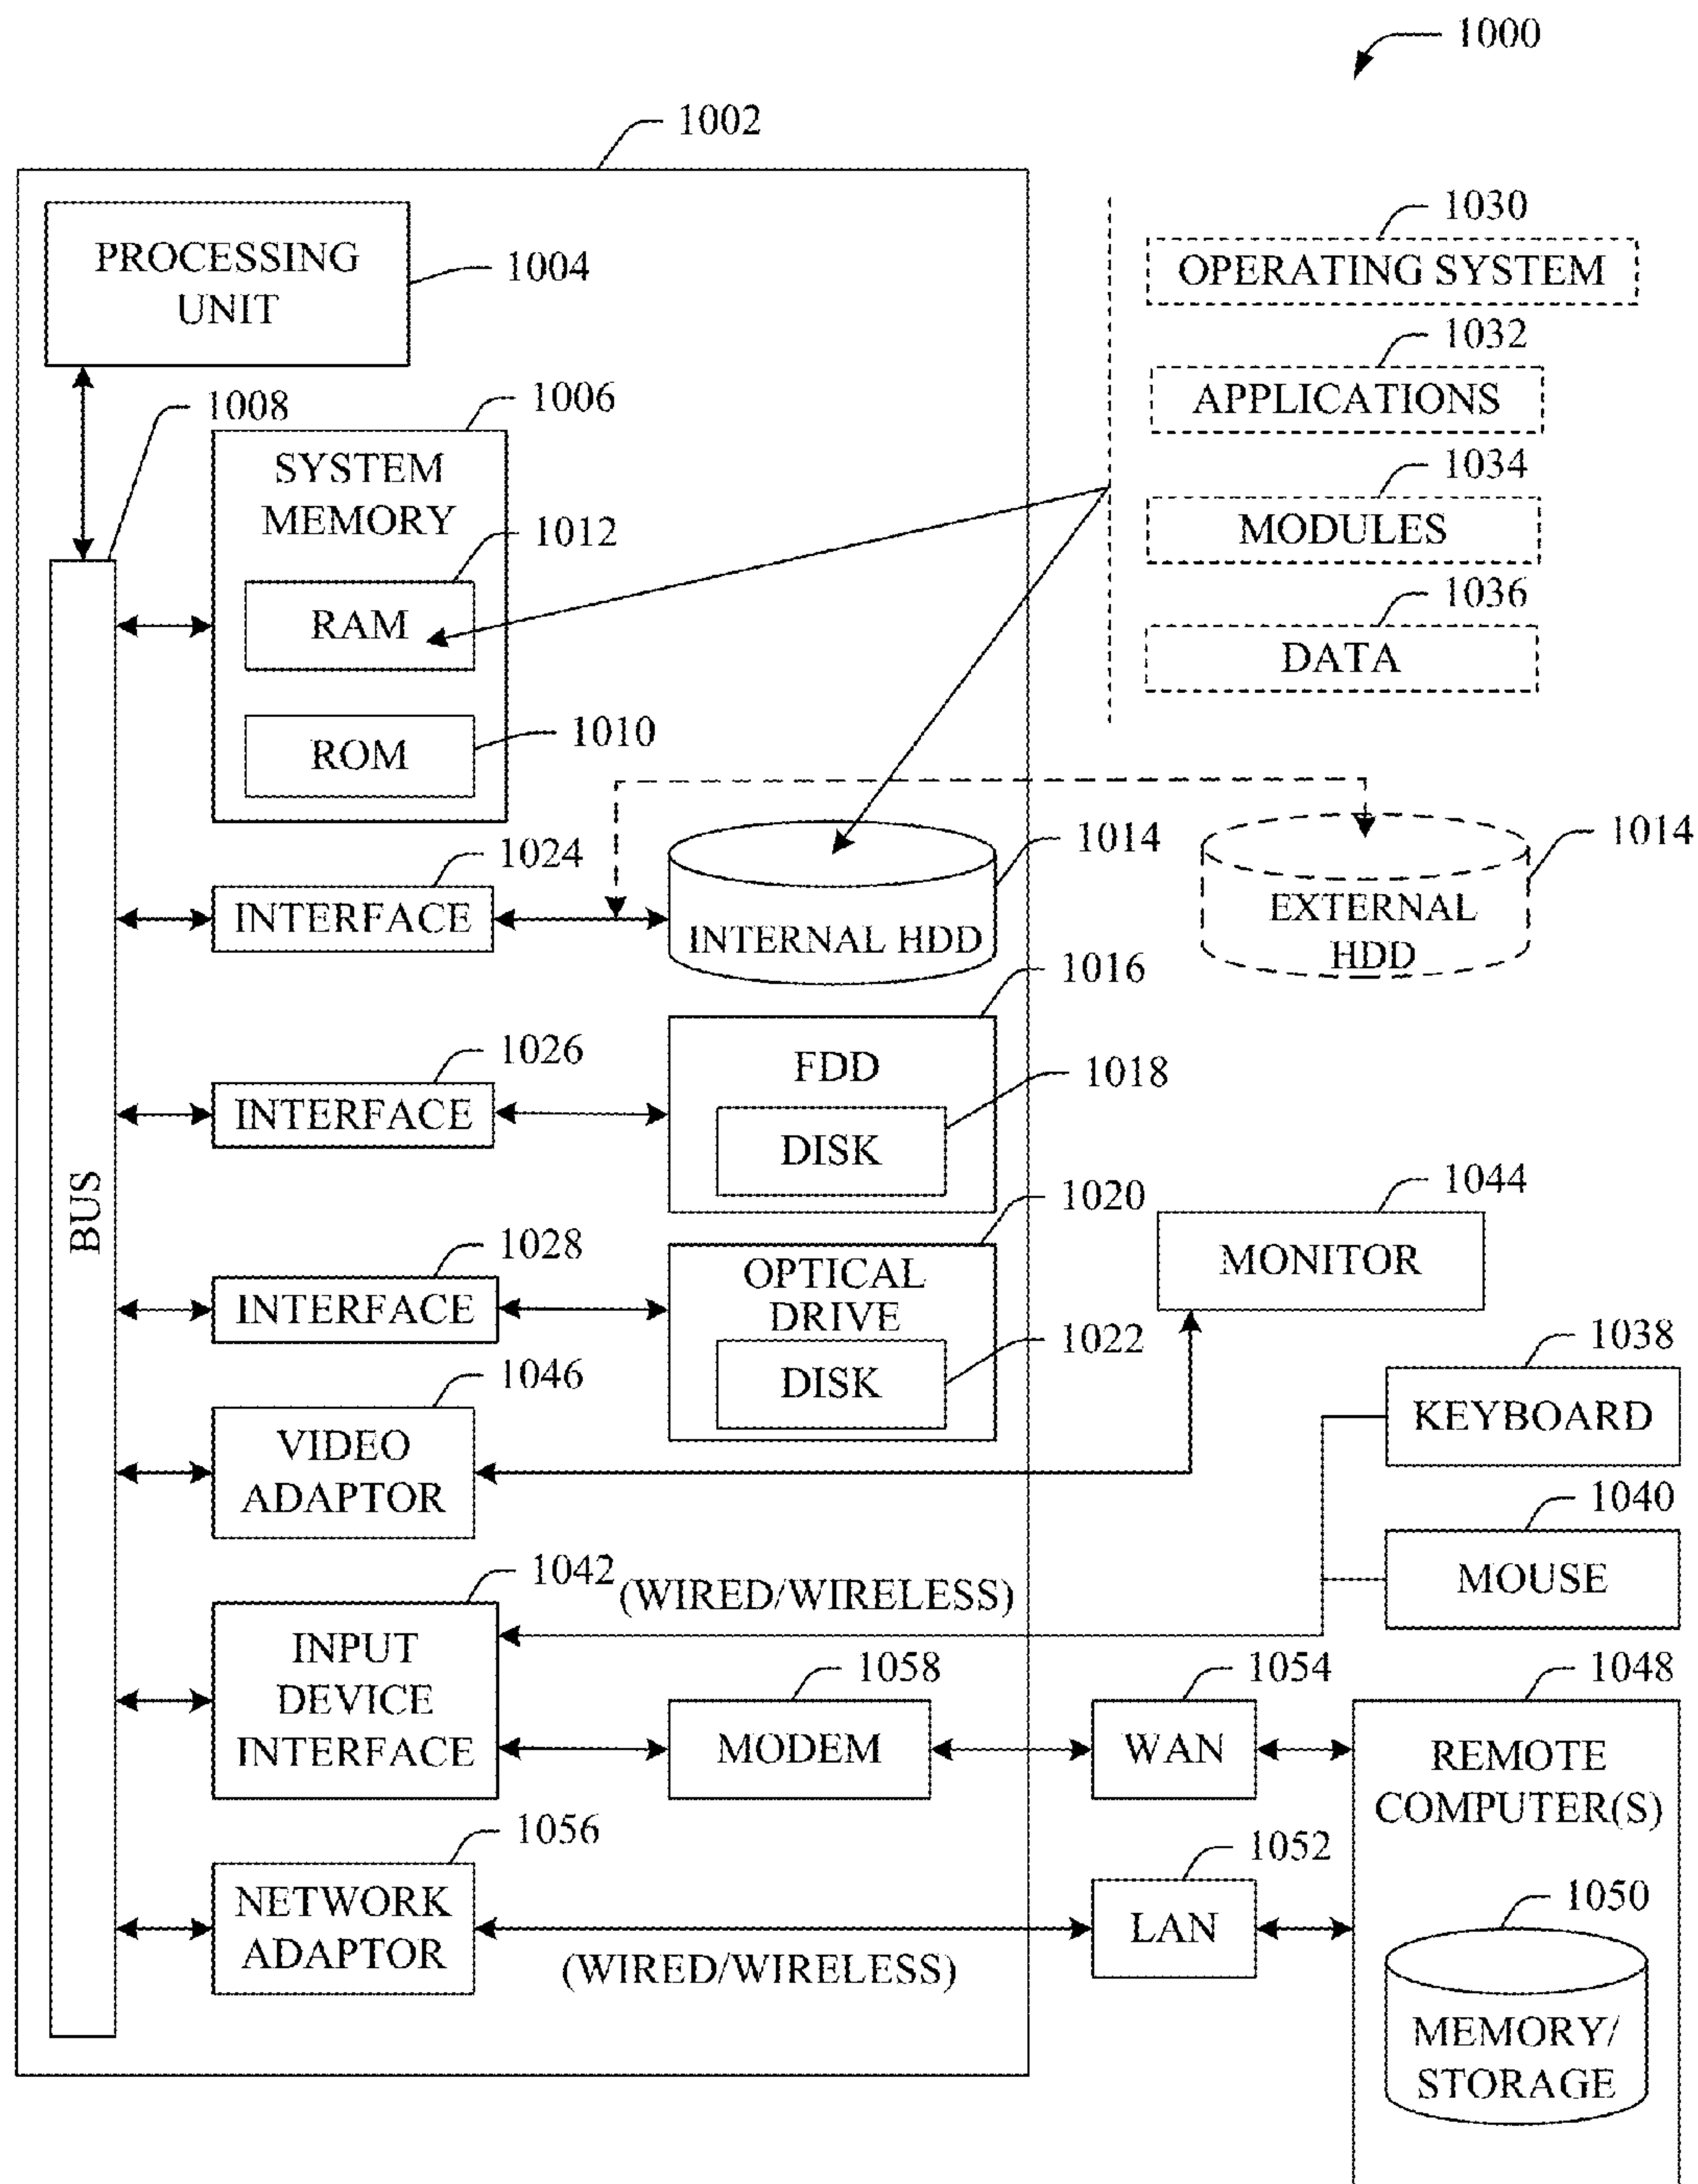 1000
1002
PROCESSING
UNIT
1004
1030
OPERATING SYSTEM
1032
APPLICATIONS
1034
MODULES
1036
DATA
1008
1006
SYSTEM
MEMORY
1012
RAM
1010
ROM
1024
INTERFACE
1014
INTERNAL HDD
1014
EXTERNAL
HDD
1026
INTERFACE
1016
FDD
1018
DISK
BUS
1028
INTERFACE
1020
OPTICAL
DRIVE
1022
DISK
1044
MONITOR
1046
VIDEO
ADAPTOR
1038
KEYBOARD
1040
MOUSE
1042
(WIRED/WIRELESS)
INPUT
DEVICE
INTERFACE
1058
MODEM
1054
WAN
1048
REMOTE
COMPUTER(S)
1056
NETWORK
ADAPTOR
(WIRED/WIRELESS)
1052
LAN
1050
MEMORY/
STORAGE